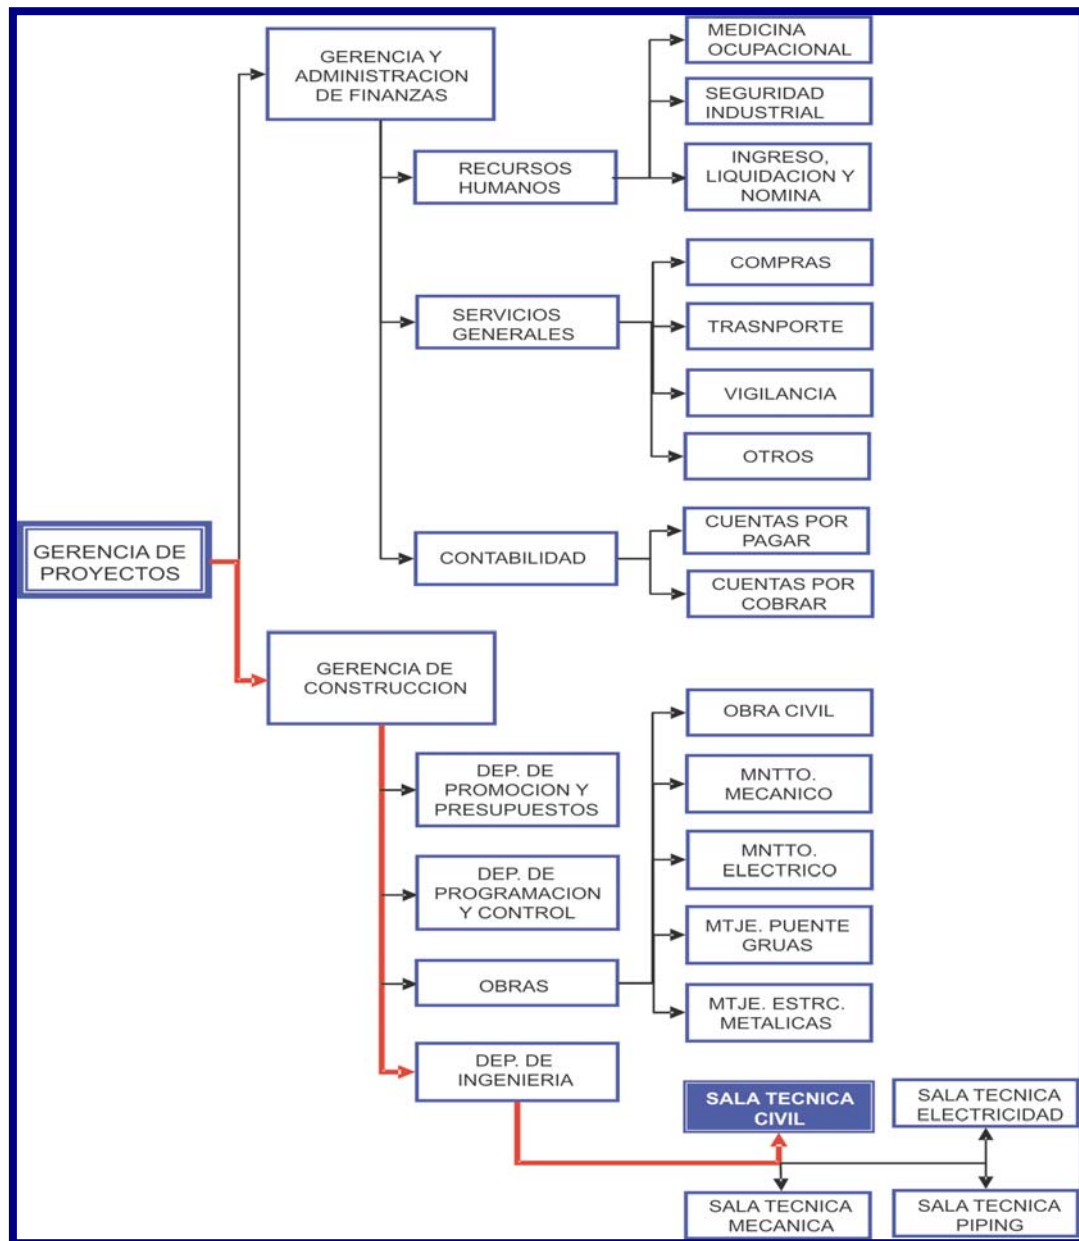 MEDICINA
OCUPACIONAL
GERENCIA Y
ADMINISTRACION
DE FINANZAS
SEGURIDAD
INDUSTRIAL
RECURSOS
HUMANOS
INGRESO,
LIQUIDACION Y
NOMINA
COMPRAS
SERVICIOS
GENERALES
TRASNPORTE
VIGILANCIA
OTROS
GERENCIA DE
PROYECTOS
CONTABILIDAD
CUENTAS POR
PAGAR
CUENTAS POR
COBRAR
GERENCIA DE
CONSTRUCCION
OBRA CIVIL
DEP. DE
PROMOCION Y
PRESUPUESTOS
MNTTO.
MECANICO
DEP. DE
PROGRAMACION
Y CONTROL
MNTTO.
ELECTRICO
MTJE. PUENTE
GRUAS
OBRAS
MTJE. ESTRC.
METALICAS
DEP. DE
INGENIERIA
SALA TECNICA
CIVIL
SALA TECNICA
ELECTRICIDAD
SALA TECNICA
MECANICA
SALA TECNICA
PIPING